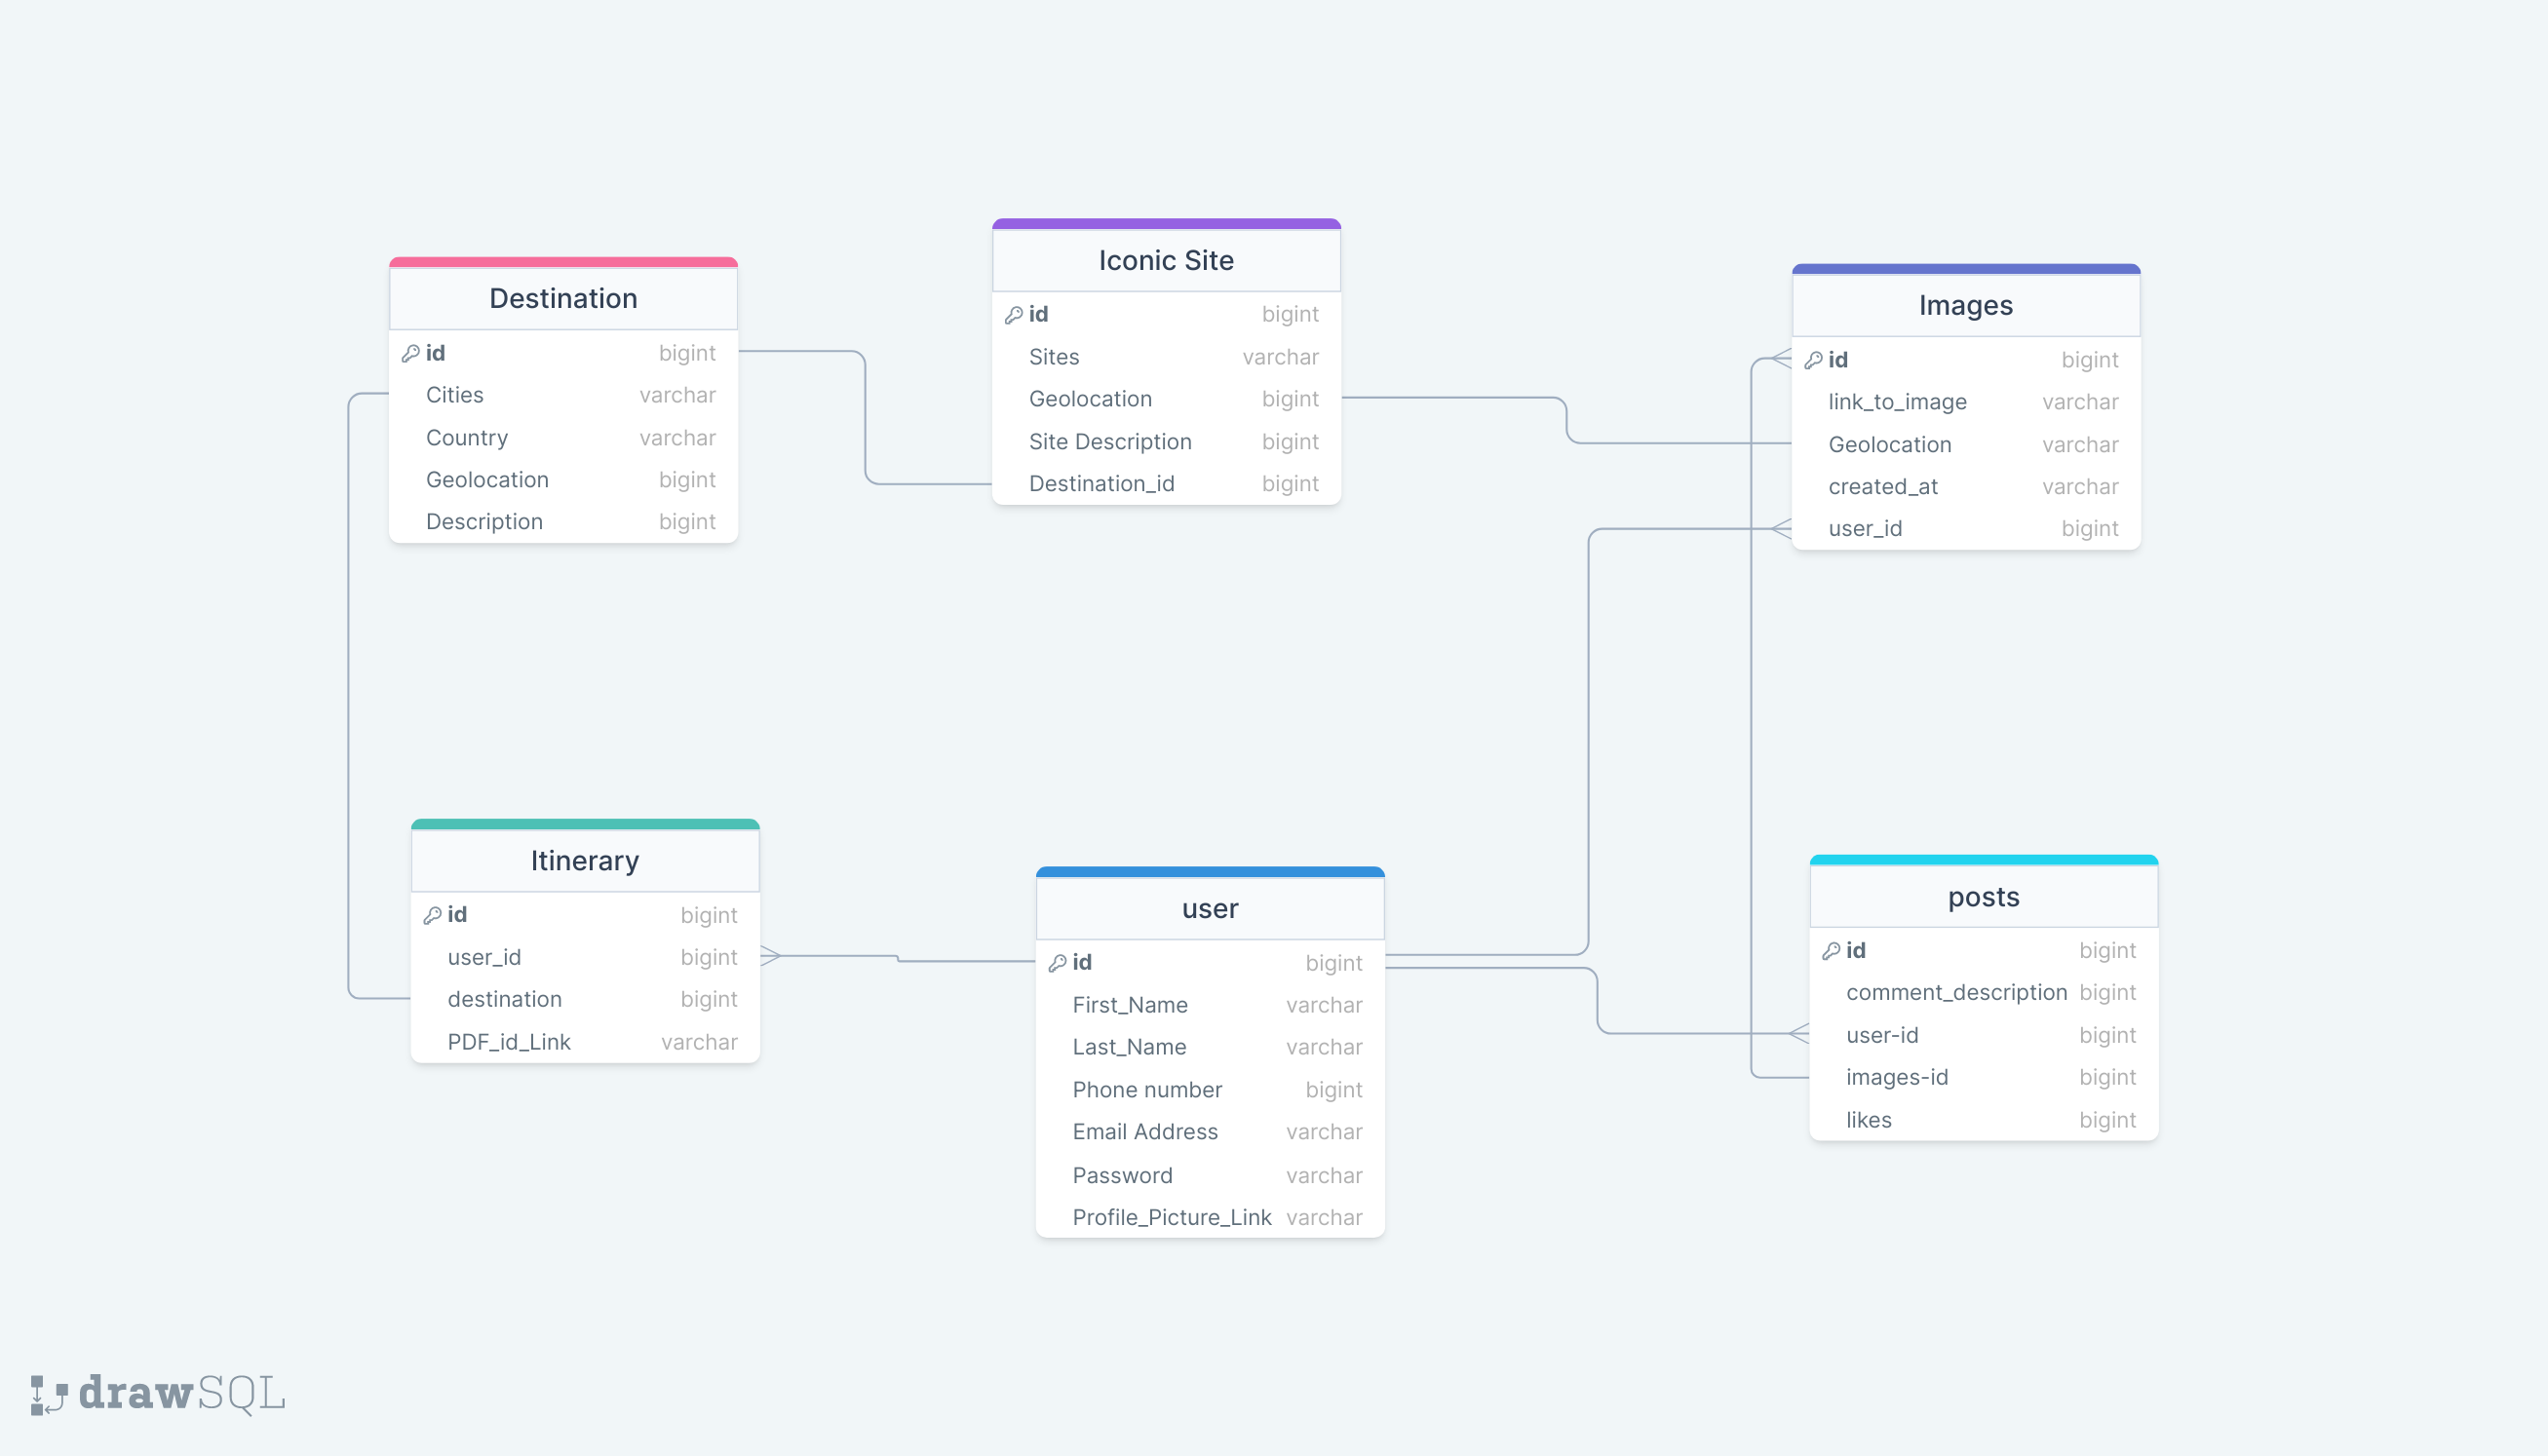 Destination
id bigint
Cities varchar
Country varchar
Geolocation bigint
Description bigint
Iconic Site
id bigint
Sites varchar
Geolocation bigint
Site Description bigint
Destination_id bigint
Images
id bigint
link_to_image varchar
Geolocation varchar
created_at varchar
user_id bigint
Itinerary
id bigint
user_id bigint
destination bigint
PDF_id_Link varchar
user
id bigint
First_Name varchar
Last_Name varchar
Phone number bigint
Email Address varchar
Password varchar
Profile_Picture_Link varchar
posts
id bigint
comment_description bigint
user-id bigint
images-id bigint
likes bigint
drawSQL